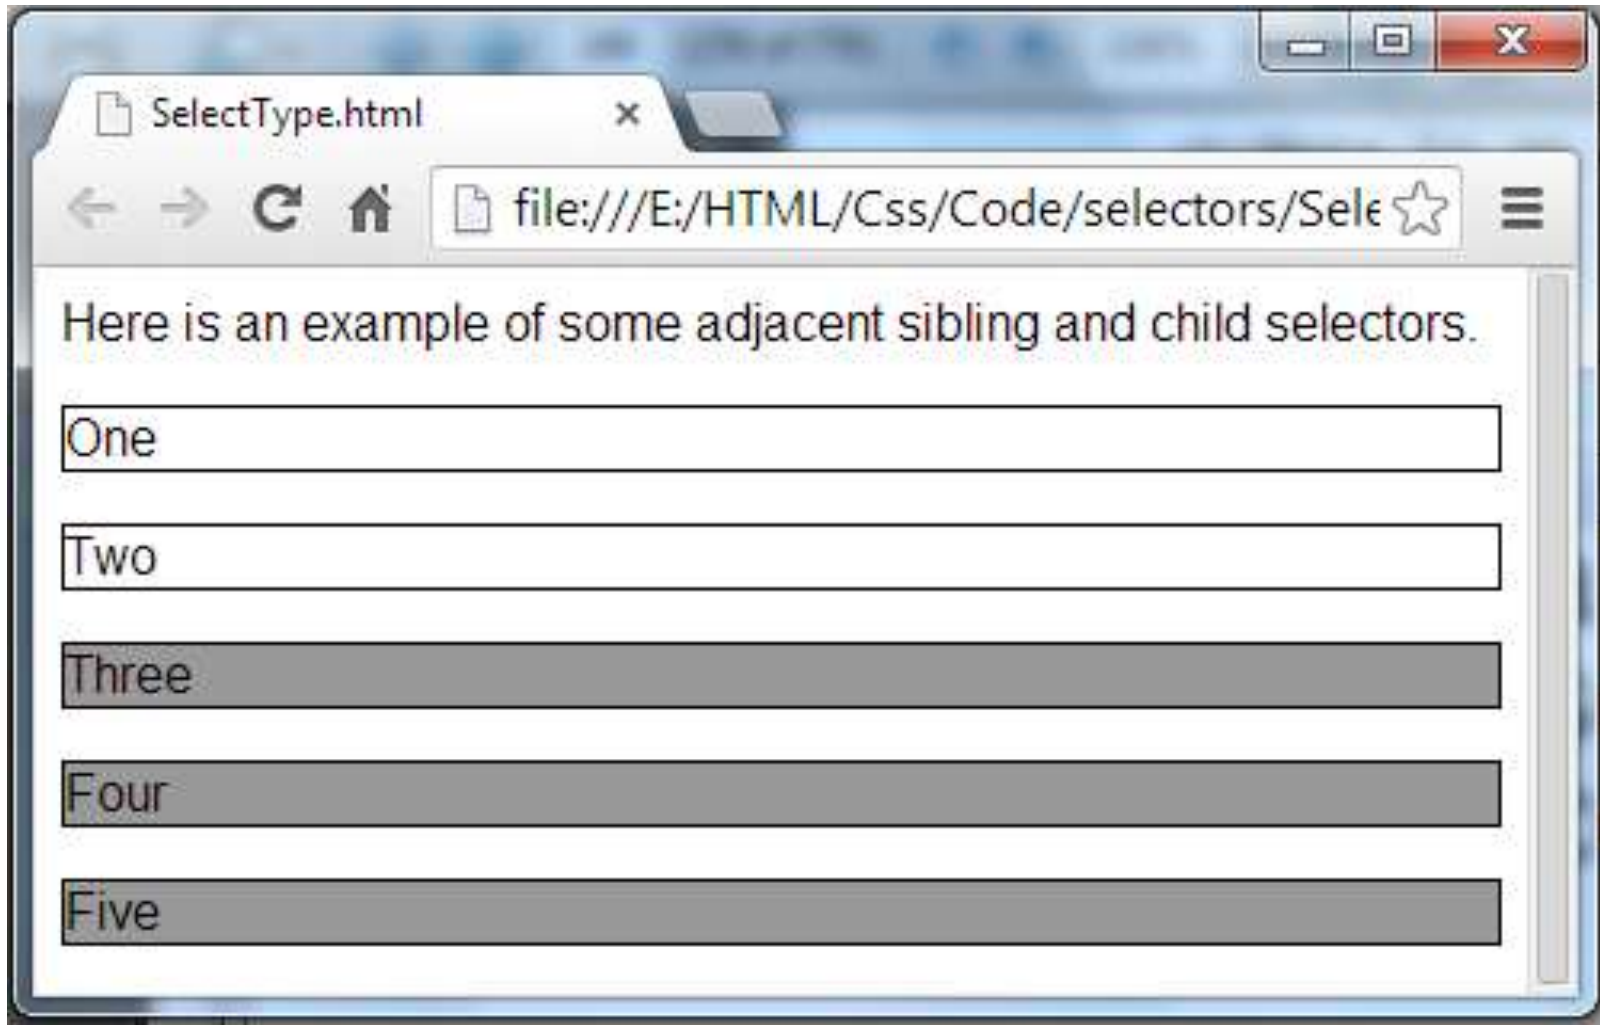 SelectType.html
file:///E:/HTML/Css/Code/selectors/Sele
Here is an example of some adjacent sibling and child selectors.
One
Two
Three
Four
Five